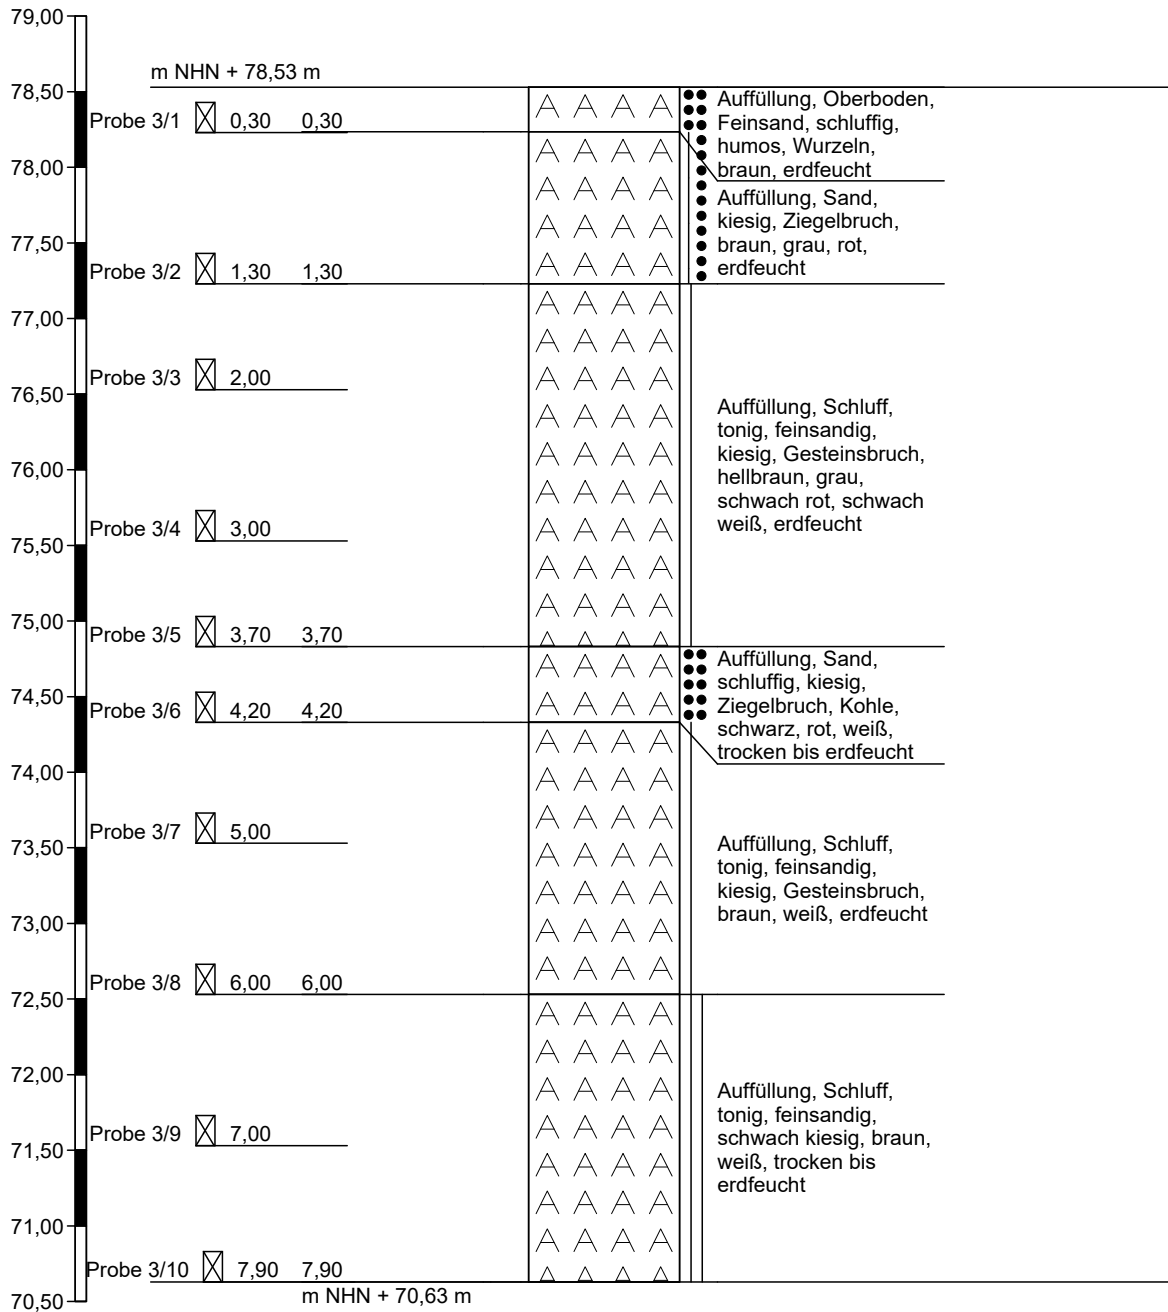 79,00
m NHN + 78,53 m
78,50
Probe 3/1 0,30 0,30
Auffüllung, Oberboden,
Feinsand, schluffig,
humos, Wurzeln,
braun, erdfeucht
78,00
Auffüllung, Sand,
kiesig, Ziegelbruch,
braun, grau, rot,
erdfeucht
77,50
Probe 3/2 1,30 1,30
77,00
Probe 3/3 2,00
76,50
Auffüllung, Schluff,
tonig, feinsandig,
kiesig, Gesteinsbruch,
hellbraun, grau,
schwach rot, schwach
weiß, erdfeucht
76,00
Probe 3/4 3,00
75,50
75,00
Probe 3/5 3,70 3,70
Auffüllung, Sand,
schluffig, kiesig,
Ziegelbruch, Kohle,
schwarz, rot, weiß,
trocken bis erdfeucht
74,50
Probe 3/6 4,20 4,20
74,00
Probe 3/7 5,00
73,50
Auffüllung, Schluff,
tonig, feinsandig,
kiesig, Gesteinsbruch,
braun, weiß, erdfeucht
73,00
Probe 3/8 6,00 6,00
72,50
72,00
Auffüllung, Schluff,
tonig, feinsandig,
schwach kiesig, braun,
weiß, trocken bis
erdfeucht
Probe 3/9 7,00
71,50
71,00
Probe 3/10 7,90 7,90
m NHN + 70,63 m
70,50